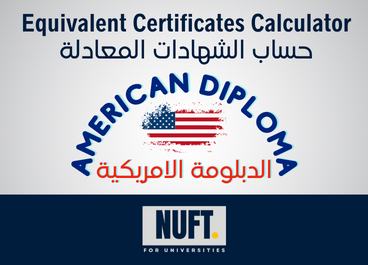 Equivalent Certificates Calculator
حساب الشهادات المعادلة
AMERICAN DIPLOMA
الدبلومة الامريكية
NUFT.
FOR UNIVERSITIES